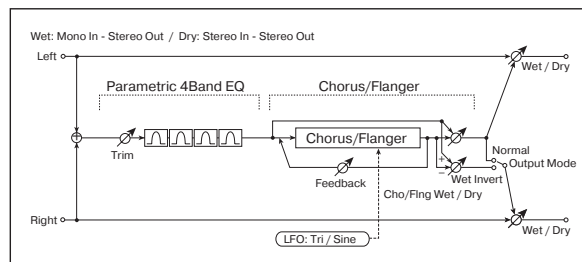 Wet: Mono In - Stereo Out / Dry: Stereo In - Stereo Out
Left
Wet / Dry
Parametric 4Band EQ
Chorus/Flanger
Chorus/Flanger
Trim
Normal
Output Mode
+
−
Wet Invert
Feedback
Cho/Flng Wet / Dry
Right
LFO: Tri / Sine
Wet / Dry